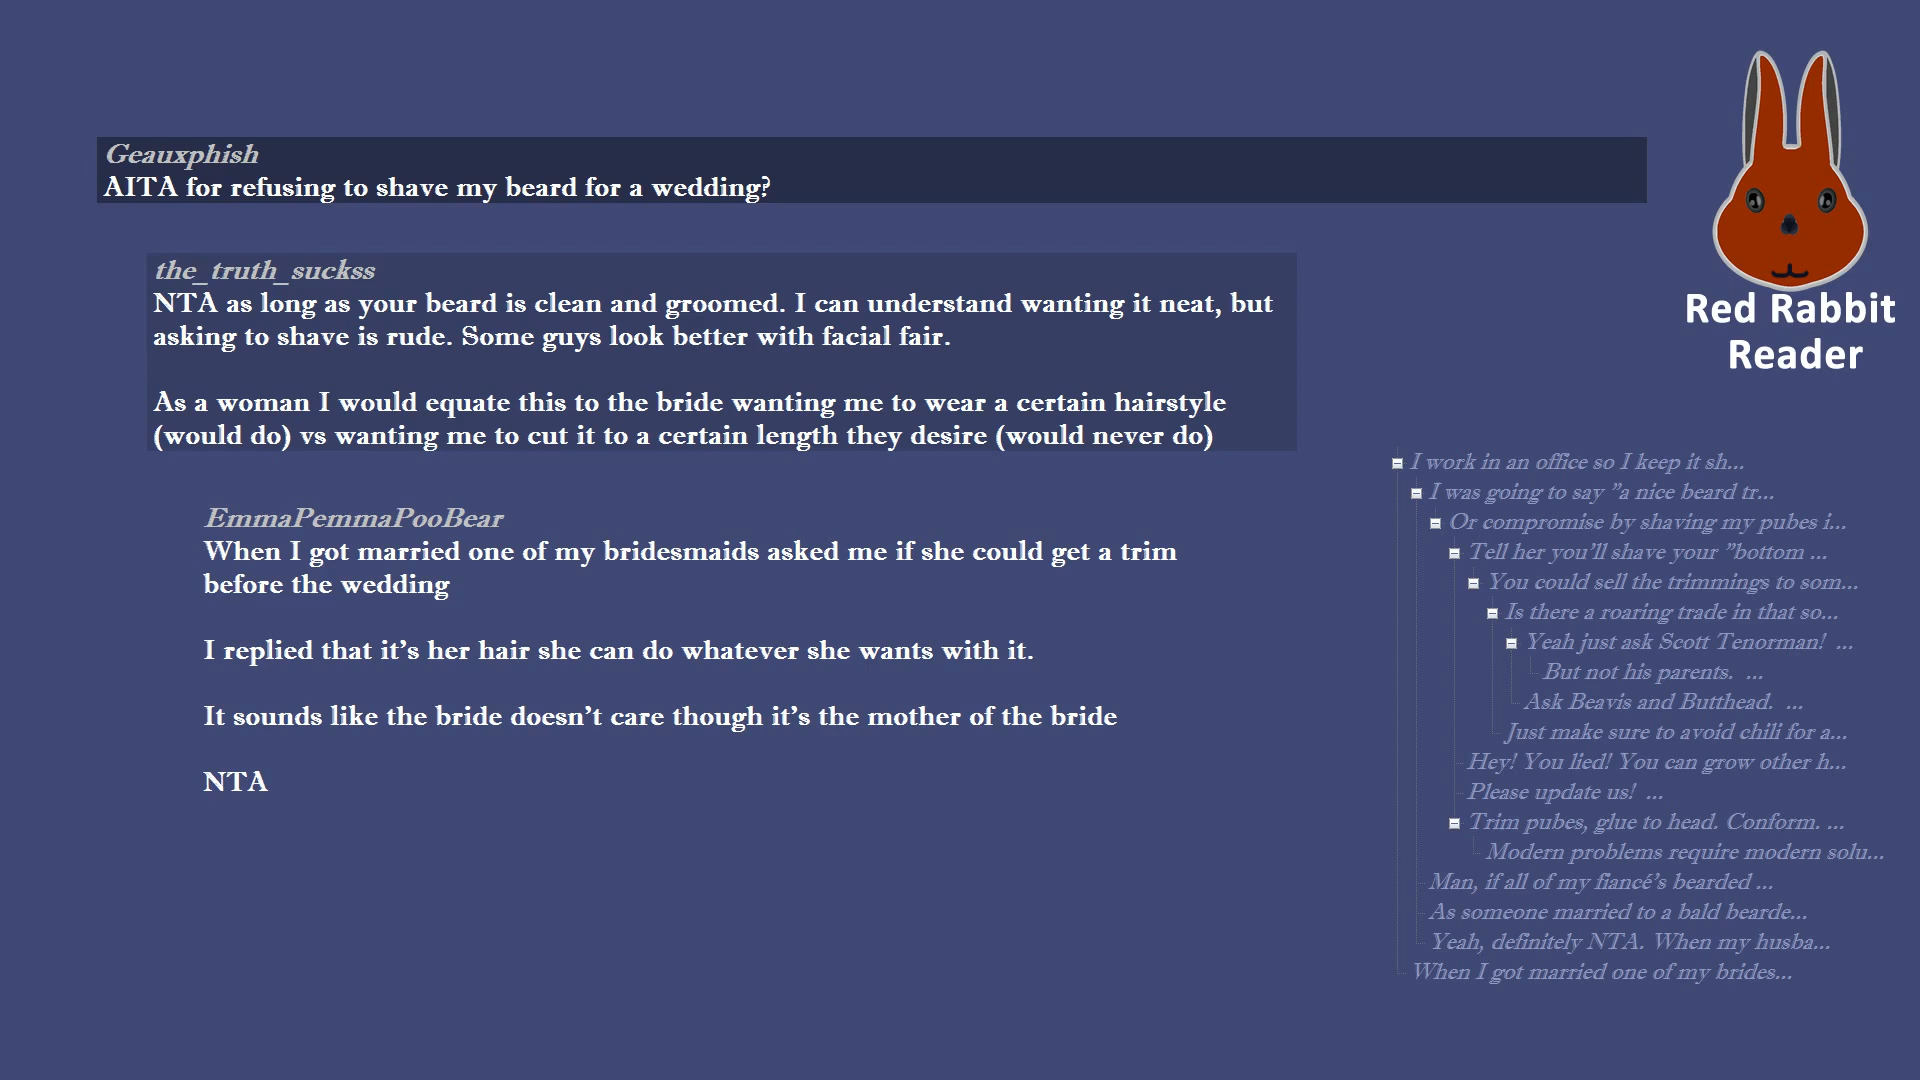 Geauxphish
AITA for refusing to shave my beard for a wedding?
the_truth_suckss
NTA as long as your beard is clean and groomed. I can understand wanting it neat, but
asking to shave is rude. Some guys look better with facial fair.
As a woman I would equate this to the bride wanting me to wear a certain hairstyle
(would do) vs wanting me to cut it to a certain length they desire (would never do)
EmmaPemmaPooBear
When I got married one of my bridesmaids asked me if she could get a trim
before the wedding
I replied that it’s her hair she can do whatever she wants with it.
It sounds like the bride doesn’t care though it’s the mother of the bride
NTA
Red Rabbit
Reader
I work in an office so I keep it sh...
I was going to say "a nice beard tr...
Or compromise by shaving my pubes i...
Tell her you'll shave your "bottom ...
You could sell the trimmings to som...
Is there a roaring trade in that so...
Yeah just ask Scott Tenorman! ...
But not his parents. ...
Ask Beavis and Butthead. ...
Just make sure to avoid chili for a...
Hey! You lied! You can grow other h...
Please update us! ...
Trim pubes, glue to head. Conform. ...
Modern problems require modern solu...
Man, if all of my fiancé's bearded ...
As someone married to a bald bearde...
Yeah, definitely NTA. When my husba...
When I got married one of my brides...